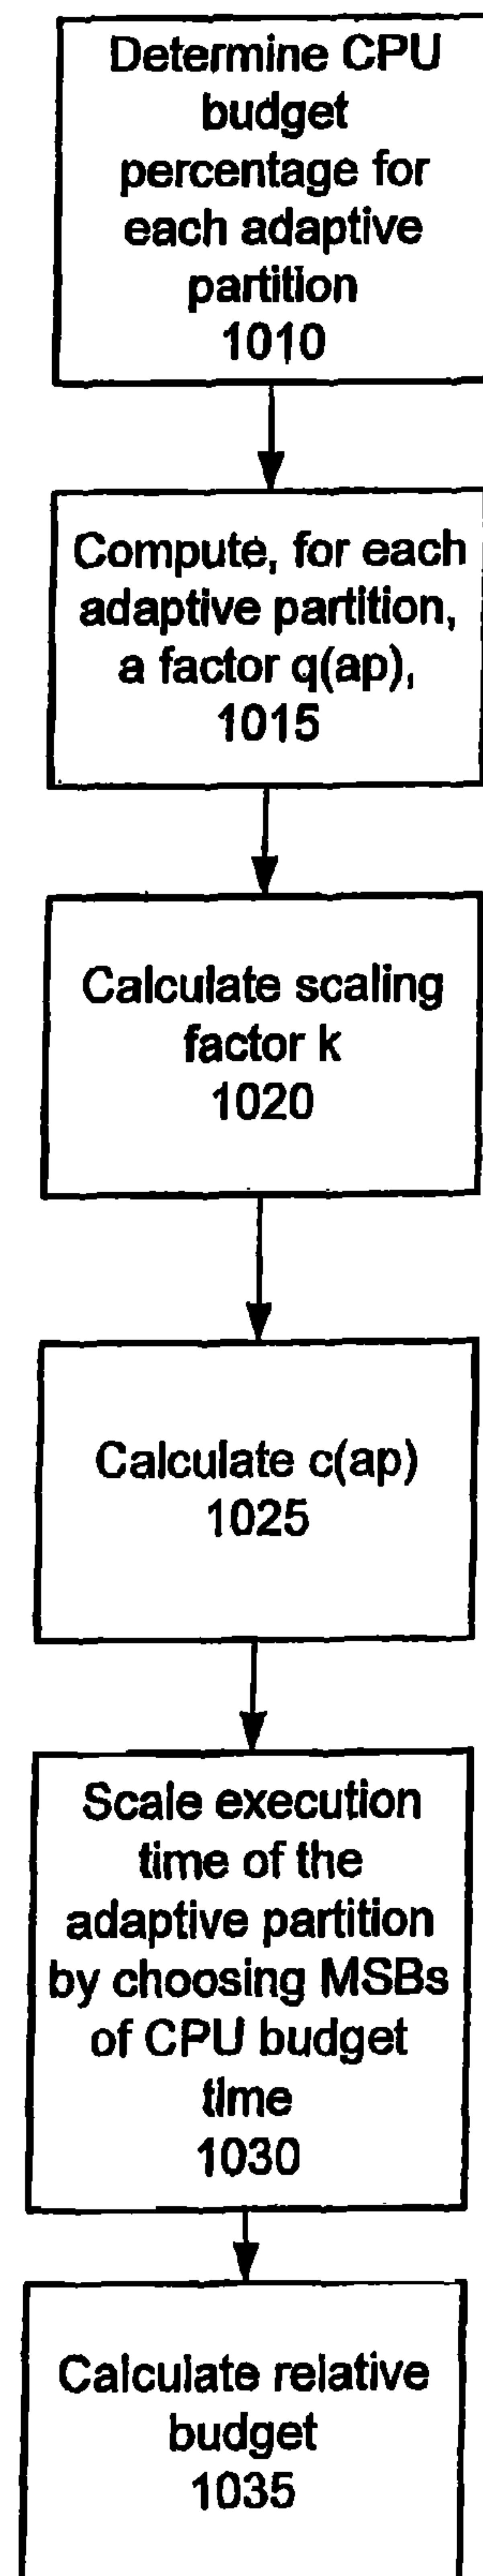 Determine CPU
budget
percentage for
each adaptive
partition
1010
Compute, for each
adaptive partition,
a factor q(ap),
1015
Calculate scaling
factor k
1020
Calculate c(ap)
1025
Scale execution
time of the
adaptive partition
by choosing MSBs
of CPU budget
time
1030
Calculate relative
budget
1035